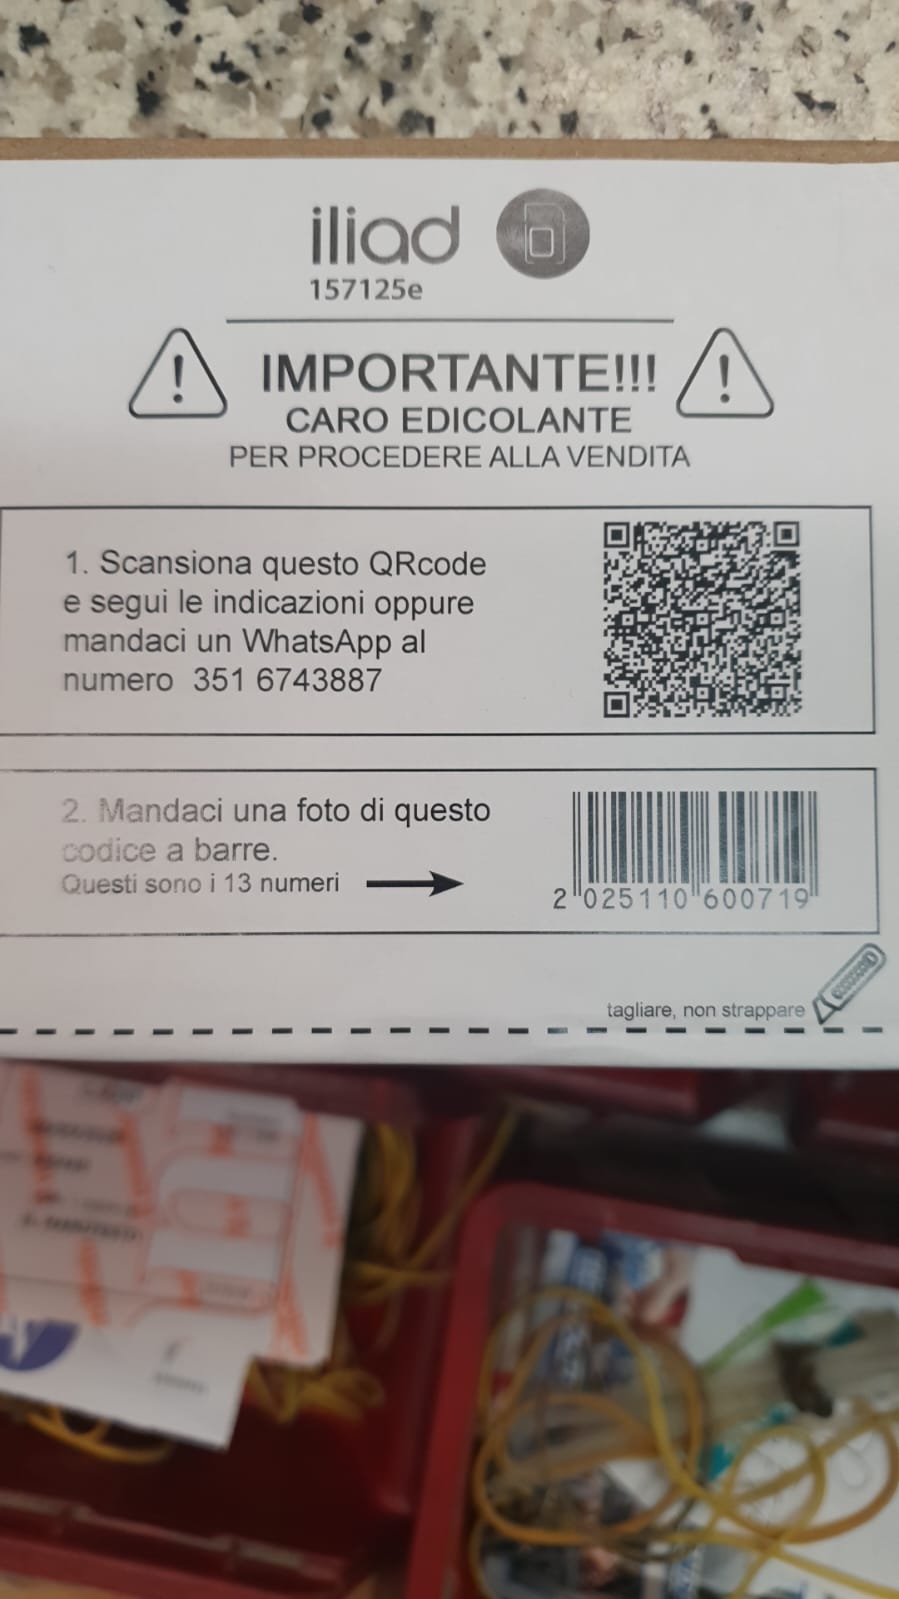 iliad
157125e
IMPORTANTE!!!
CARO EDICOLANTE
PER PROCEDERE ALLA VENDITA
1. Scansiona questo QRcode
e segui le indicazioni oppure
mandaci un WhatsApp al
numero 351 6743887
2. Mandaci una foto di questo
codice a barre.
Questi sono i 13 numeri
2 025110 600719
tagliare, non strappare